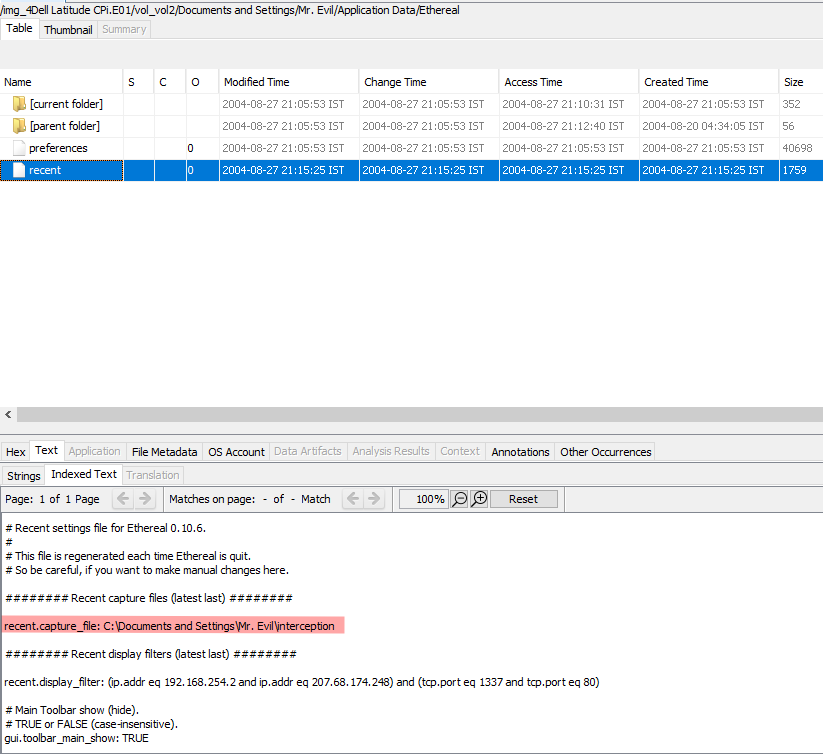 /img_4Dell Latitude CPi.E01/vol_vol2/Documents and Settings/Mr. Evil/Application Data/Ethereal
Table Thumbnail Summary
Name S C O Modified Time Change Time Access Time Created Time Size
[current folder] 2004-08-27 21:05:53 IST 2004-08-27 21:05:53 IST 2004-08-27 21:10:31 IST 2004-08-27 21:05:53 IST 352
[parent folder] 2004-08-27 21:05:53 IST 2004-08-27 21:05:53 IST 2004-08-27 21:12:40 IST 2004-08-20 04:34:05 IST 56
preferences 0 2004-08-27 21:05:53 IST 2004-08-27 21:05:53 IST 2004-08-27 21:05:53 IST 2004-08-27 21:05:53 IST 40698
recent 0 2004-08-27 21:15:25 IST 2004-08-27 21:15:25 IST 2004-08-27 21:15:25 IST 2004-08-27 21:15:25 IST 1759
Hex Text Application File Metadata OS Account Data Artifacts Analysis Results Context Annotations Other Occurrences
Strings Indexed Text Translation
Page: 1 of 1 Page Matches on page: - of - Match 100% Reset
# Recent settings file for Ethereal 0.10.6.
#
# This file is regenerated each time Ethereal is quit.
# So be careful, if you want to make manual changes here.
######## Recent capture files (latest last) ########
recent.capture_file: C:\Documents and Settings\Mr. Evil\interception
######## Recent display filters (latest last) ########
recent.display_filter: (ip.addr eq 192.168.254.2 and ip.addr eq 207.68.174.248) and (tcp.port eq 1337 and tcp.port eq 80)
# Main Toolbar show (hide).
# TRUE or FALSE (case-insensitive).
gui.toolbar_main_show: TRUE